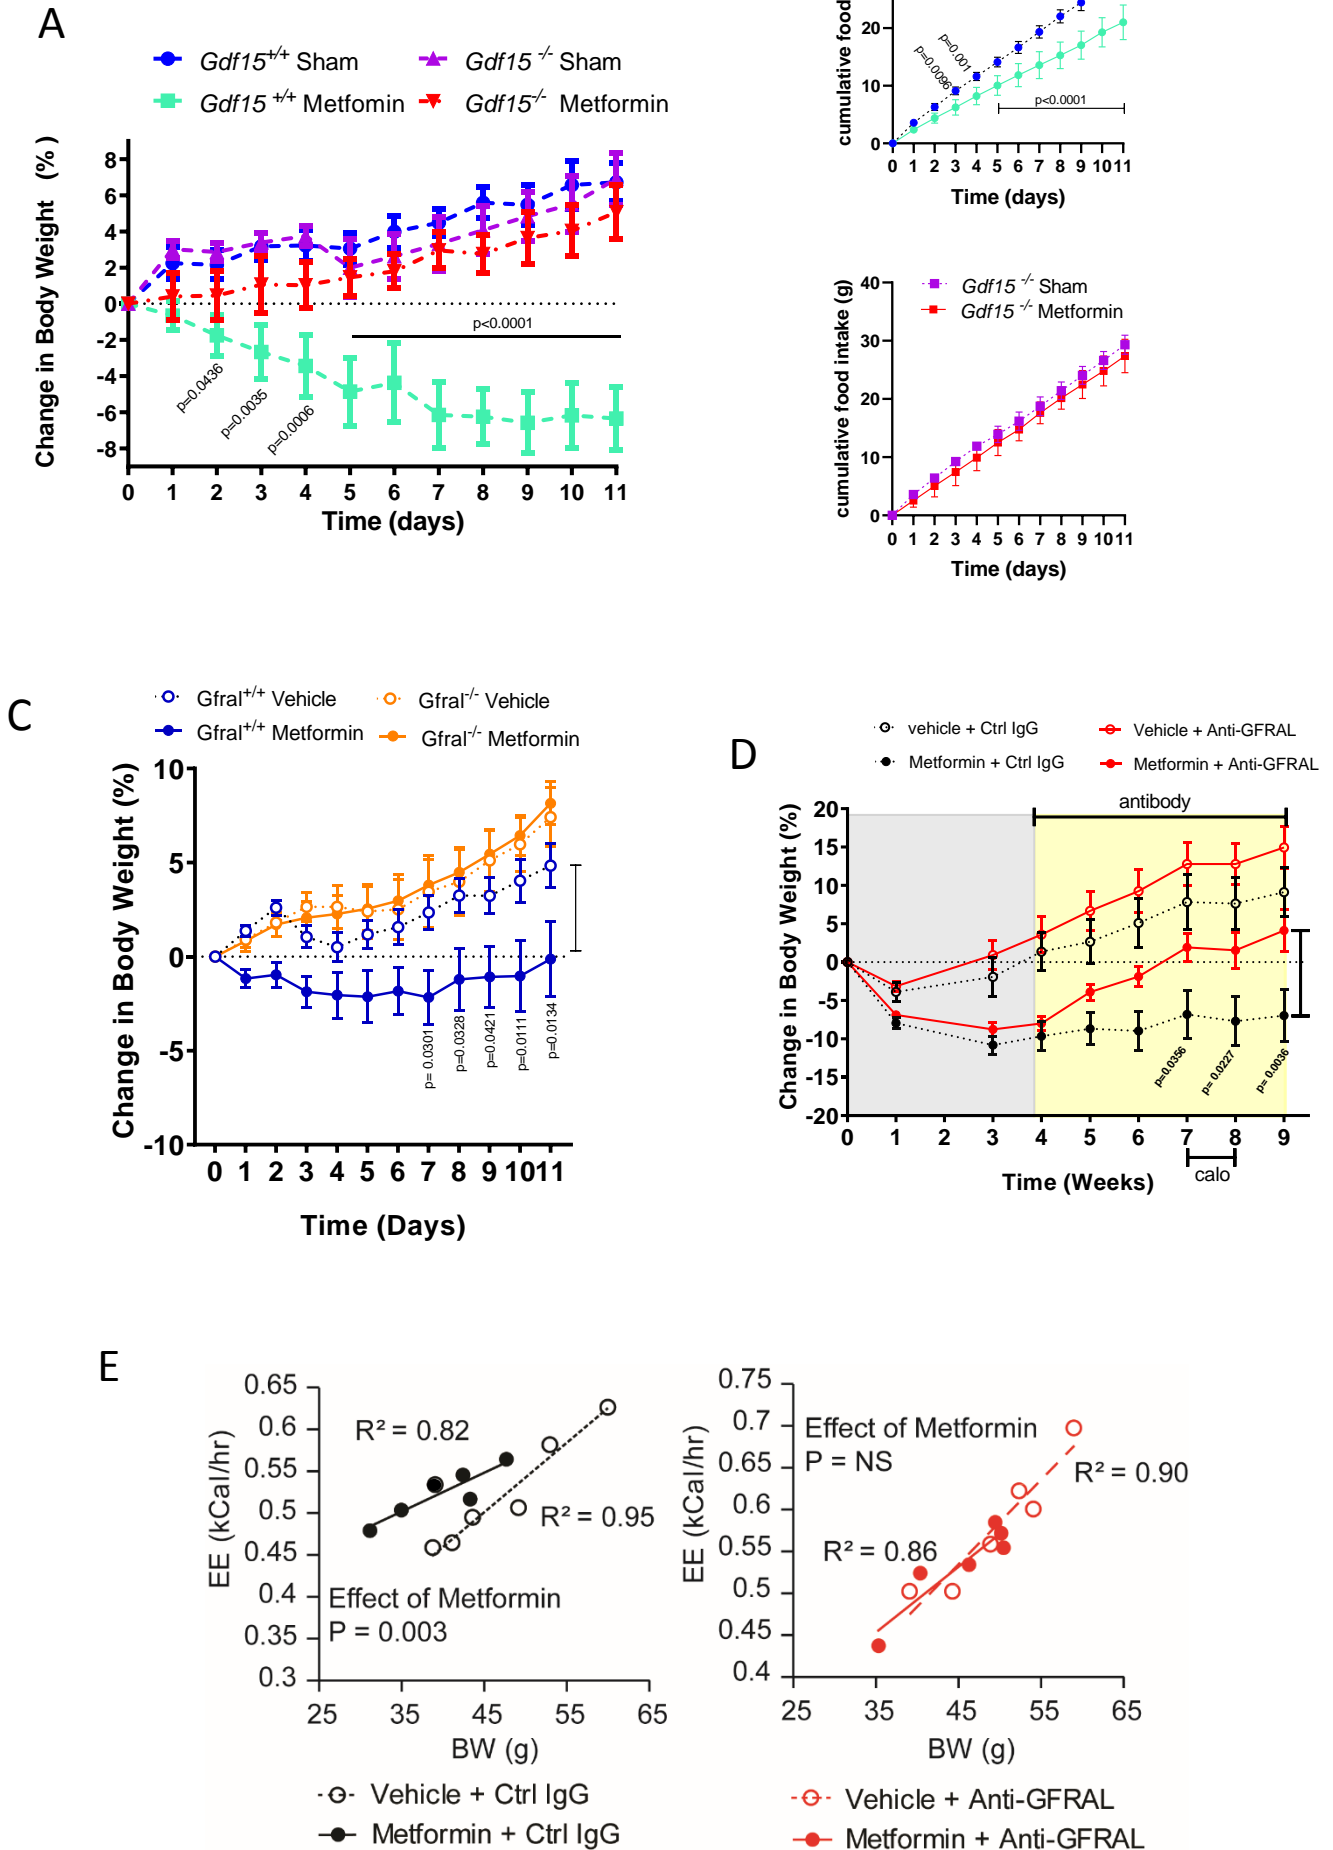 A
Gdf15+/+ Sham
Gdf15 -/- Sham
Gdf15 +/+ Metfomin
Gdf15-/- Metformin
Change in Body Weight (%)
8
6
4
2
0
-2
-4
-6
-8
p<0.0001
p=0.0436
p=0.0035
p=0.0006
0 1 2 3 4 5 6 7 8 9 10 11
Time (days)
cumulative food
20
10
0
p=0.001
p=0.0096
p<0.0001
0 1 2 3 4 5 6 7 8 9 10 11
Time (days)
cumulative food intake (g)
40
30
20
10
0
Gdf15 -/- Sham
Gdf15 -/- Metformin
0 1 2 3 4 5 6 7 8 9 10 11
Time (days)
C
Gfral+/+ Vehicle
Gfral-/- Vehicle
Gfral+/+ Metformin
Gfral-/- Metformin
Change in Body Weight (%)
10
5
0
-5
-10
p= 0.0301
p=0.0328
p=0.0421
p=0.0111
p=0.0134
0 1 2 3 4 5 6 7 8 9 10 11
Time (Days)
D
vehicle + Ctrl IgG
Vehicle + Anti-GFRAL
Metformin + Ctrl IgG
Metformin + Anti-GFRAL
antibody
Change in Body Weight (%)
20
15
10
5
0
-5
-10
-15
-20
p=0.0356
p= 0.0227
p= 0.0036
0 1 2 3 4 5 6 7 8 9
calo
Time (Weeks)
E
EE (kCal/hr)
0.65
0.6
0.55
0.5
0.45
0.4
0.35
0.3
R² = 0.82
R² = 0.95
Effect of Metformin
P = 0.003
25 35 45 55 65
BW (g)
Vehicle + Ctrl IgG
Metformin + Ctrl IgG
EE (kCal/hr)
0.75
0.7
0.65
0.6
0.55
0.5
0.45
0.4
Effect of Metformin
P = NS
R² = 0.90
R² = 0.86
25 35 45 55 65
BW (g)
Vehicle + Anti-GFRAL
Metformin + Anti-GFRAL